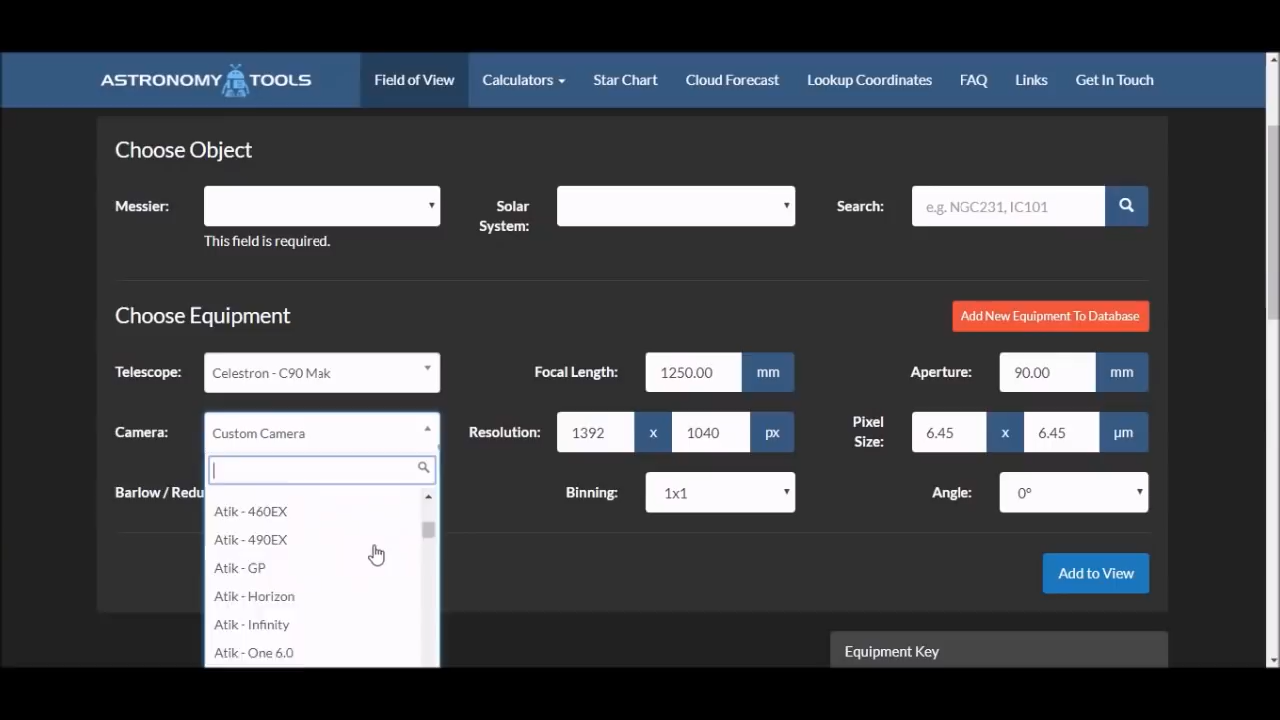 ASTRONOMY TOOLS
Field of View
Calculators
Star Chart
Cloud Forecast
Lookup Coordinates
FAQ
Links
Get In Touch
Choose Object
Messier:
This field is required.
Solar System:
Search:
e.g. NGC231, IC101
Choose Equipment
Add New Equipment To Database
Telescope:
Celestron - C90 Mak
Focal Length:
1250.00
mm
Aperture:
90.00
mm
Camera:
Custom Camera
Resolution:
1392
x
1040
px
Pixel Size:
6.45
x
6.45
µm
Barlow / Redu
Binning:
1x1
Angle:
0°
Atik - 460EX
Atik - 490EX
Atik - GP
Atik - Horizon
Atik - Infinity
Atik - One 6.0
Add to View
Equipment Key